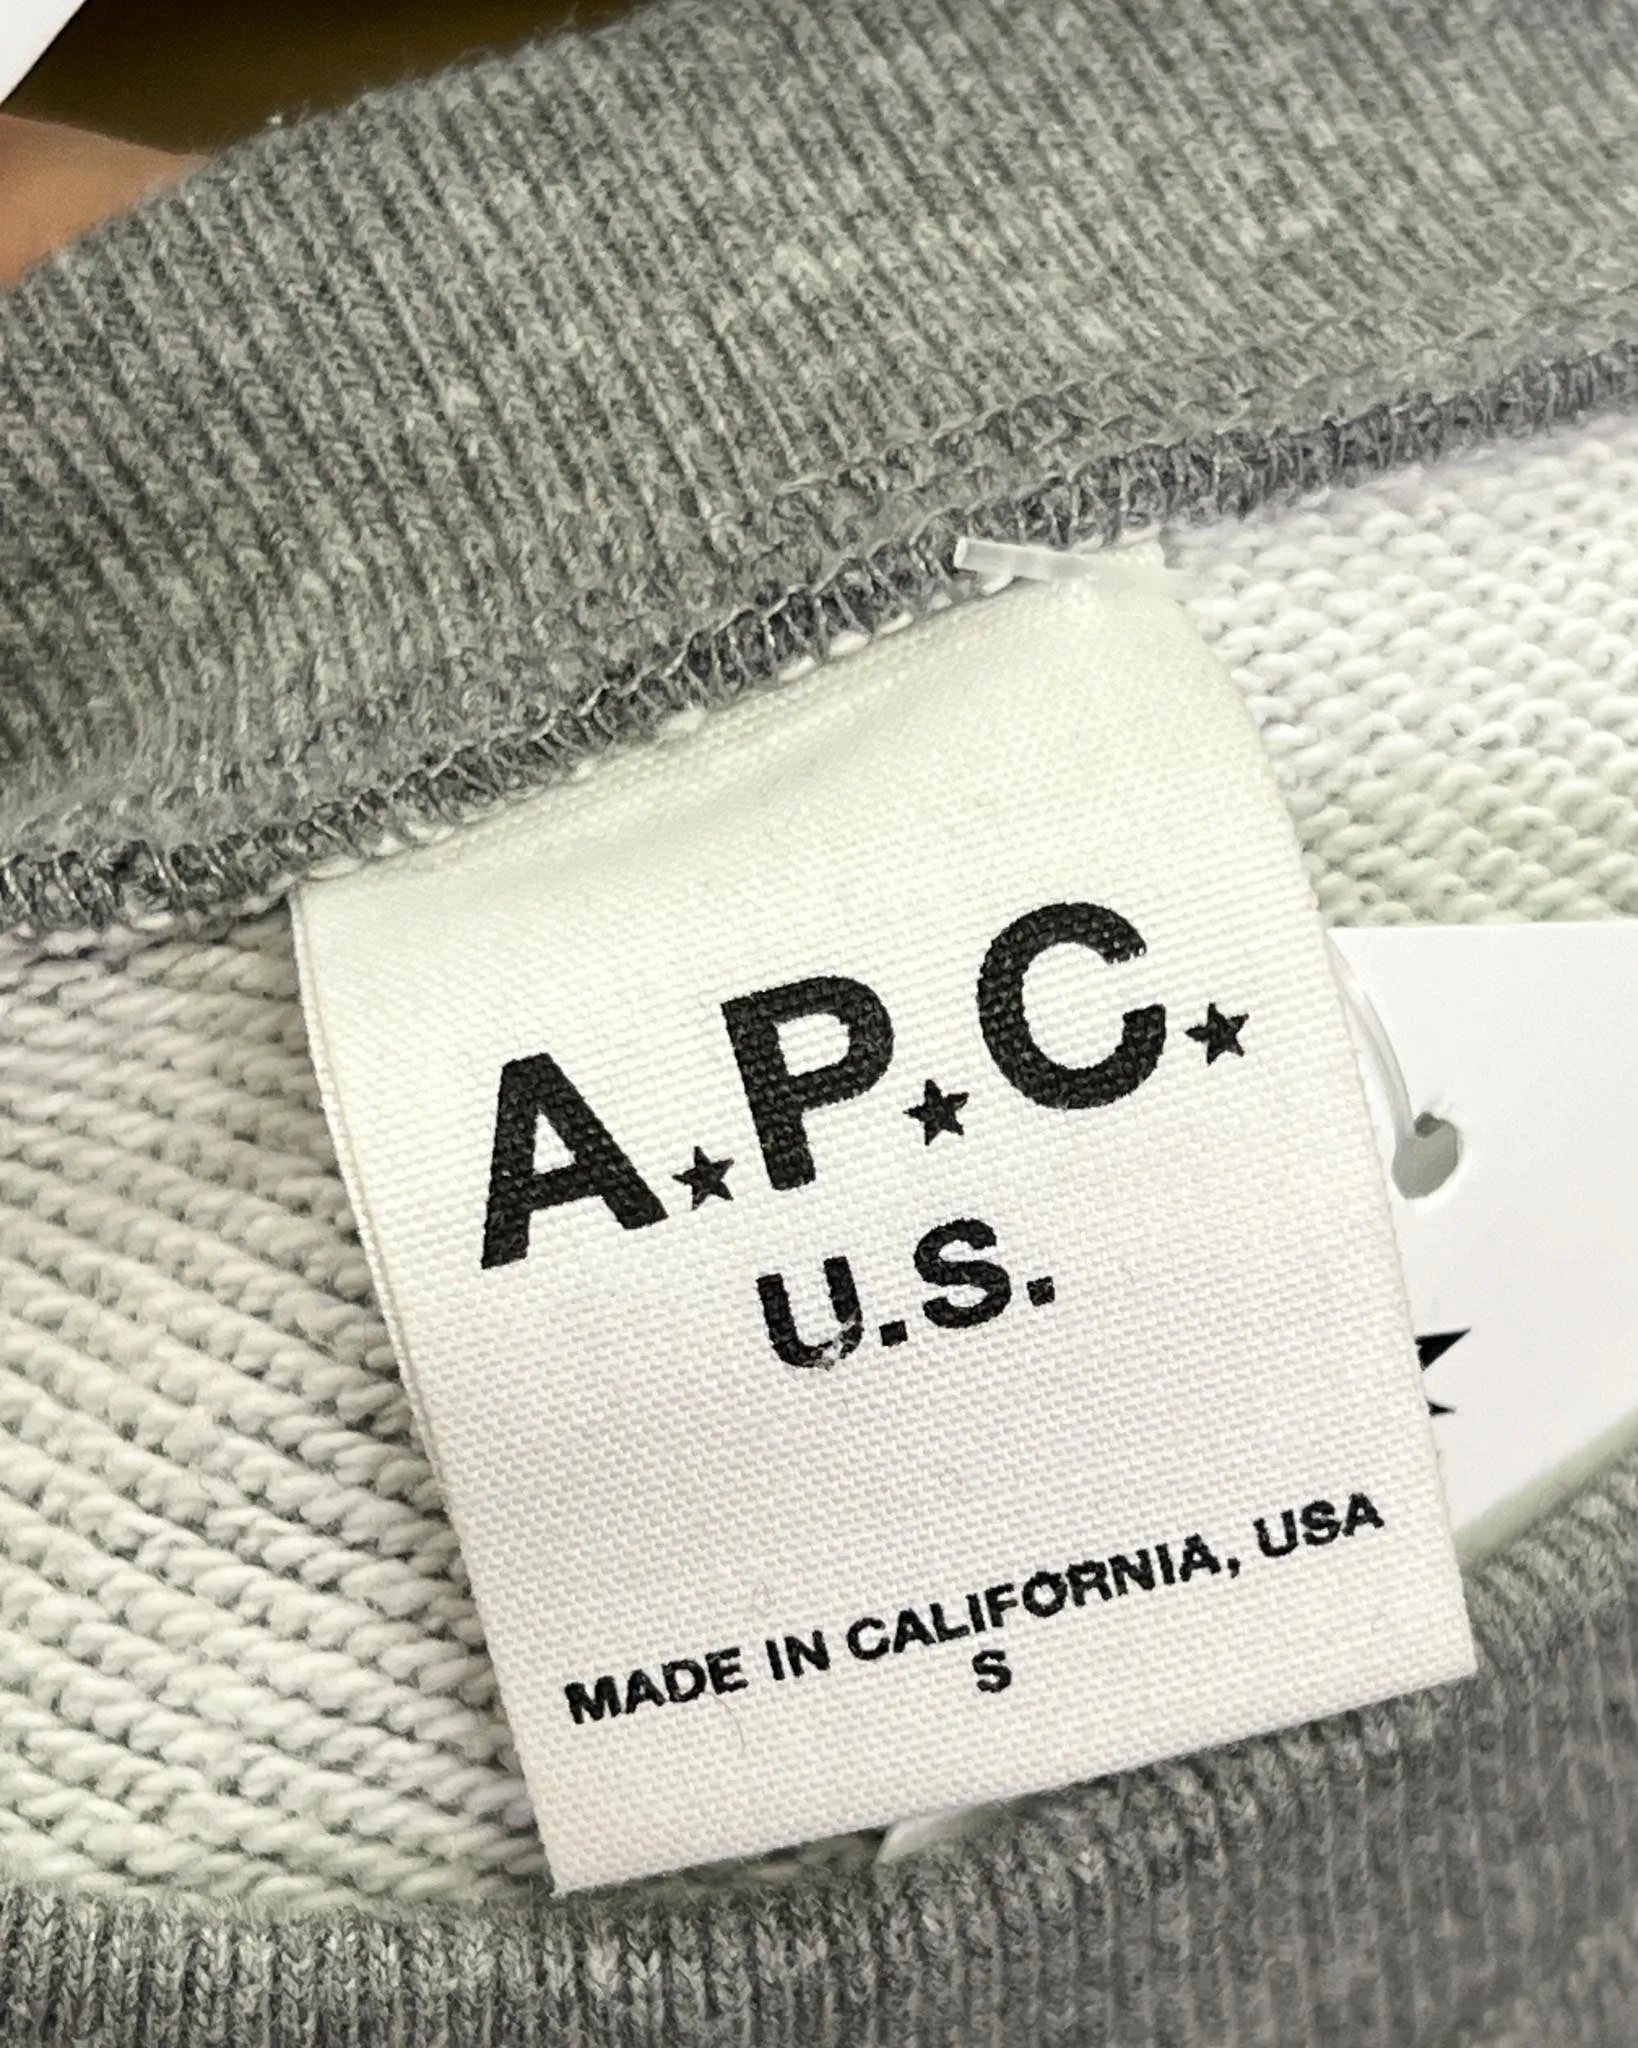 A★P★C★
U.S.
MADE IN CALIFORNIA, USA
S